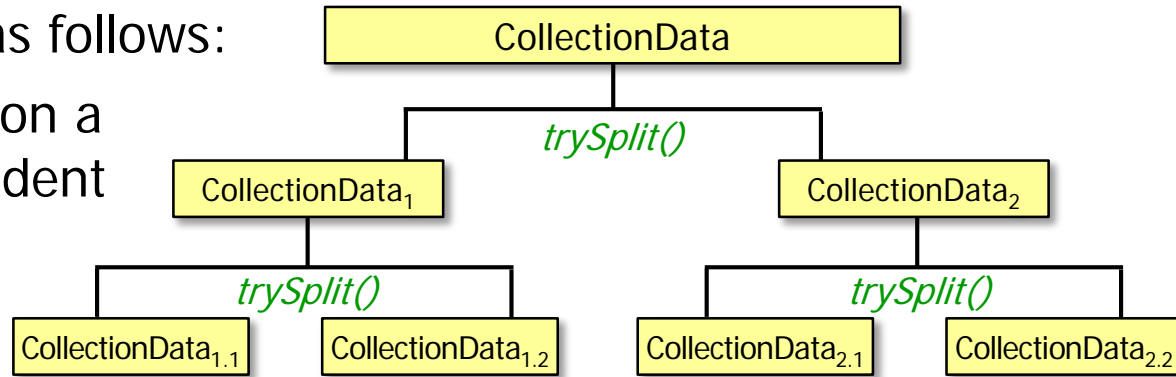 as follows:
CollectionData
on a
trySplit()
dent
CollectionData₁
CollectionData₂
trySplit()
trySplit()
CollectionData₁.₁
CollectionData₁.₂
CollectionData₂.₁
CollectionData₂.₂